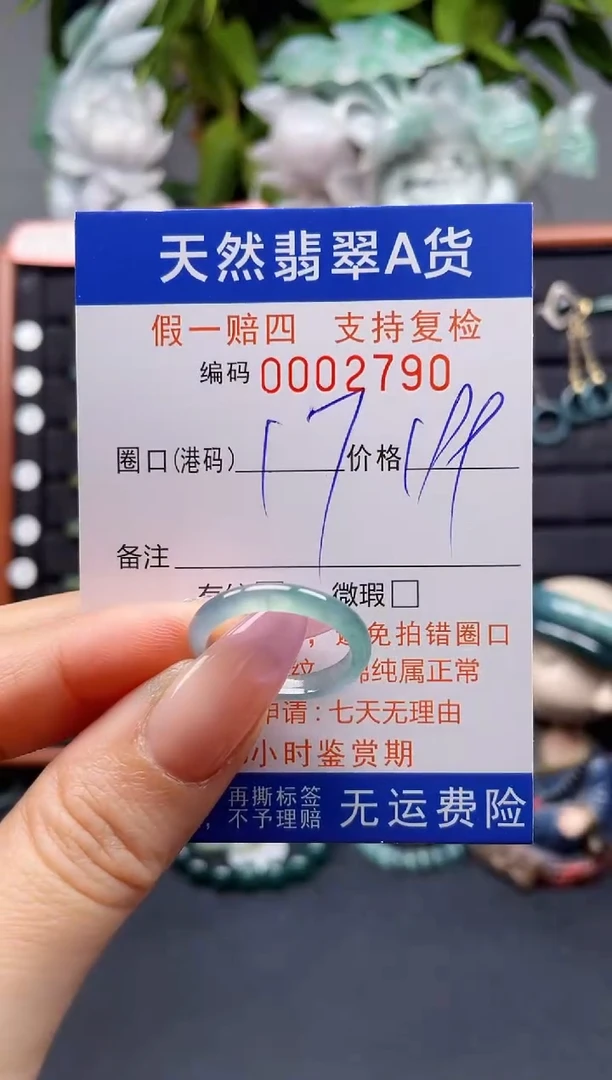 天然翡翠A货
假一赔四 支持复检
编码 0002790
圈口(港码) 17 价格 199
备注
微瑕□
免拍错圈口
纯属正常
申请:七天无理由
小时鉴赏期
再撕标签
不予理赔
无运费险